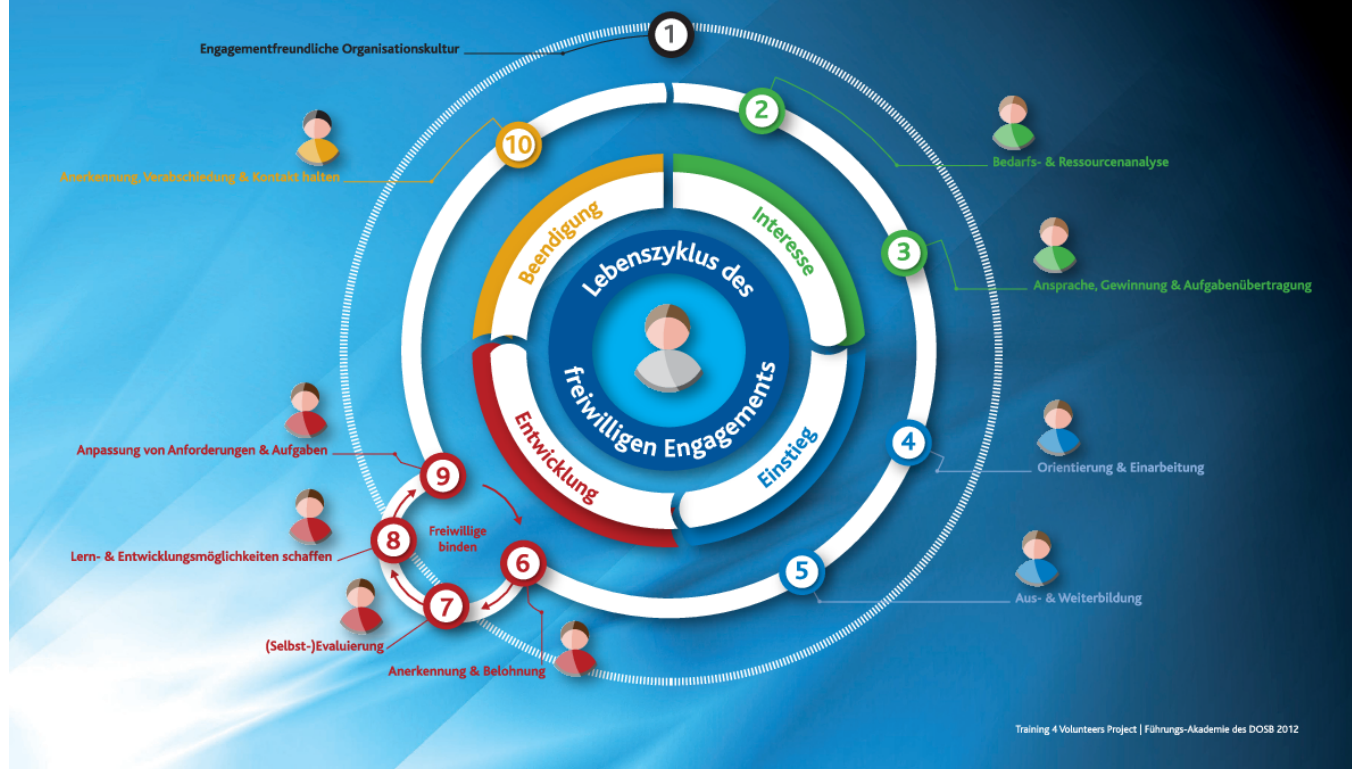 1
Engagementfreundliche Organisationskultur
2
Bedarfs- & Ressourcenanalyse
3
Ansprache, Gewinnung & Aufgabenübertragung
4
Orientierung & Einarbeitung
5
Aus- & Weiterbildung
6
Anerkennung & Belohnung
7
(Selbst-)Evaluierung
8
Lern- & Entwicklungsmöglichkeiten schaffen
9
Anpassung von Anforderungen & Aufgaben
10
Anerkennung, Verabschiedung & Kontakt halten
Freiwillige
binden
Interesse
Einstieg
Entwicklung
Beendigung
Lebenszyklus des
freiwilligen Engagements
Training 4 Volunteers Project | Führungs-Akademie des DOSB 2012